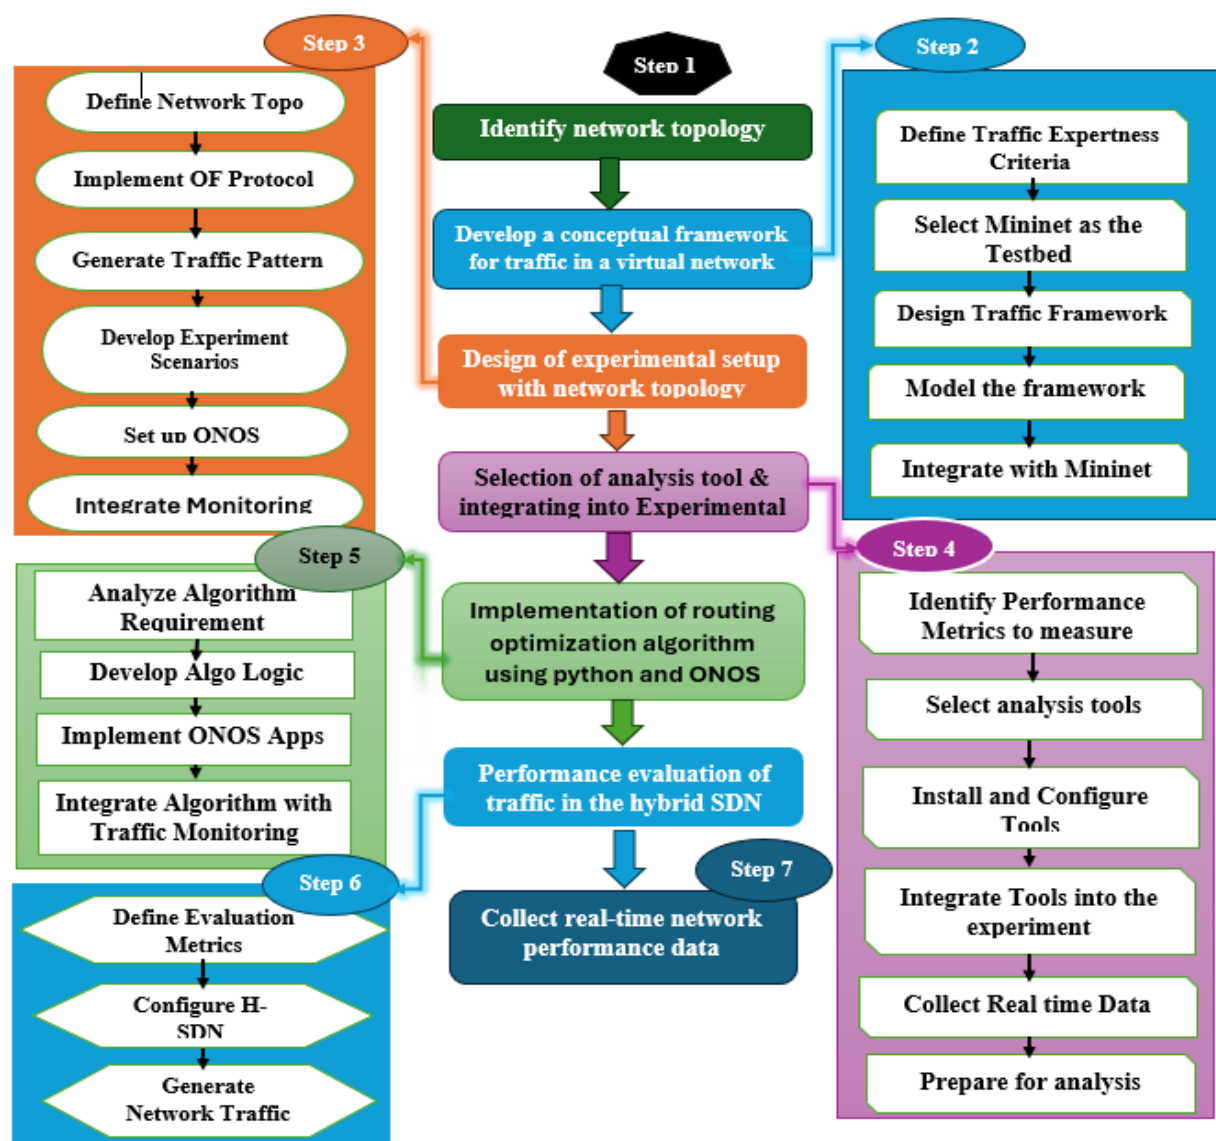 Step 1
Identify network topology
Develop a conceptual framework
for traffic in a virtual network
Design of experimental setup
with network topology
Selection of analysis tool &
integrating into Experimental
Implementation of routing
optimization algorithm
using python and ONOS
Performance evaluation of
traffic in the hybrid SDN
Step 7
Collect real-time network
performance data
Step 2
Define Traffic Expertness
Criteria
Select Mininet as the
Testbed
Design Traffic Framework
Model the framework
Integrate with Mininet
Step 3
Define Network Topo
Implement OF Protocol
Generate Traffic Pattern
Develop Experiment
Scenarios
Set up ONOS
Integrate Monitoring
Step 4
Identify Performance
Metrics to measure
Select analysis tools
Install and Configure
Tools
Integrate Tools into the
experiment
Collect Real time Data
Prepare for analysis
Step 5
Analyze Algorithm
Requirement
Develop Algo Logic
Implement ONOS Apps
Integrate Algorithm with
Traffic Monitoring
Step 6
Define Evaluation
Metrics
Configure H-
SDN
Generate
Network Traffic